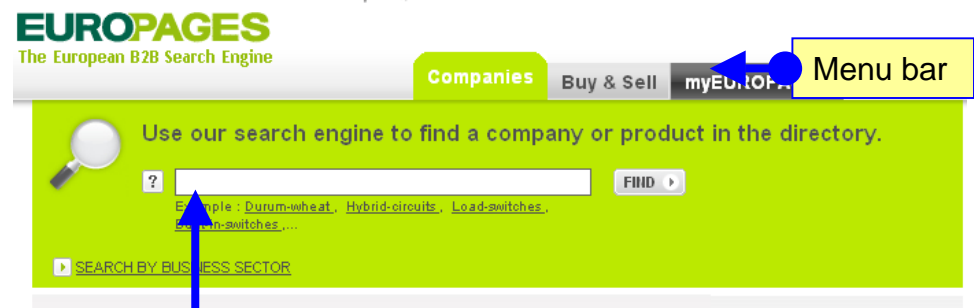 EUROPAGES
The European B2B Search Engine
Companies
Buy & Sell
Menu bar
Use our search engine to find a company or product in the directory.
?
FIND
: Durum-wheat, Hybrid-circuits, Load-switches,
,...
SEARCH BY BUSINESS SECTOR